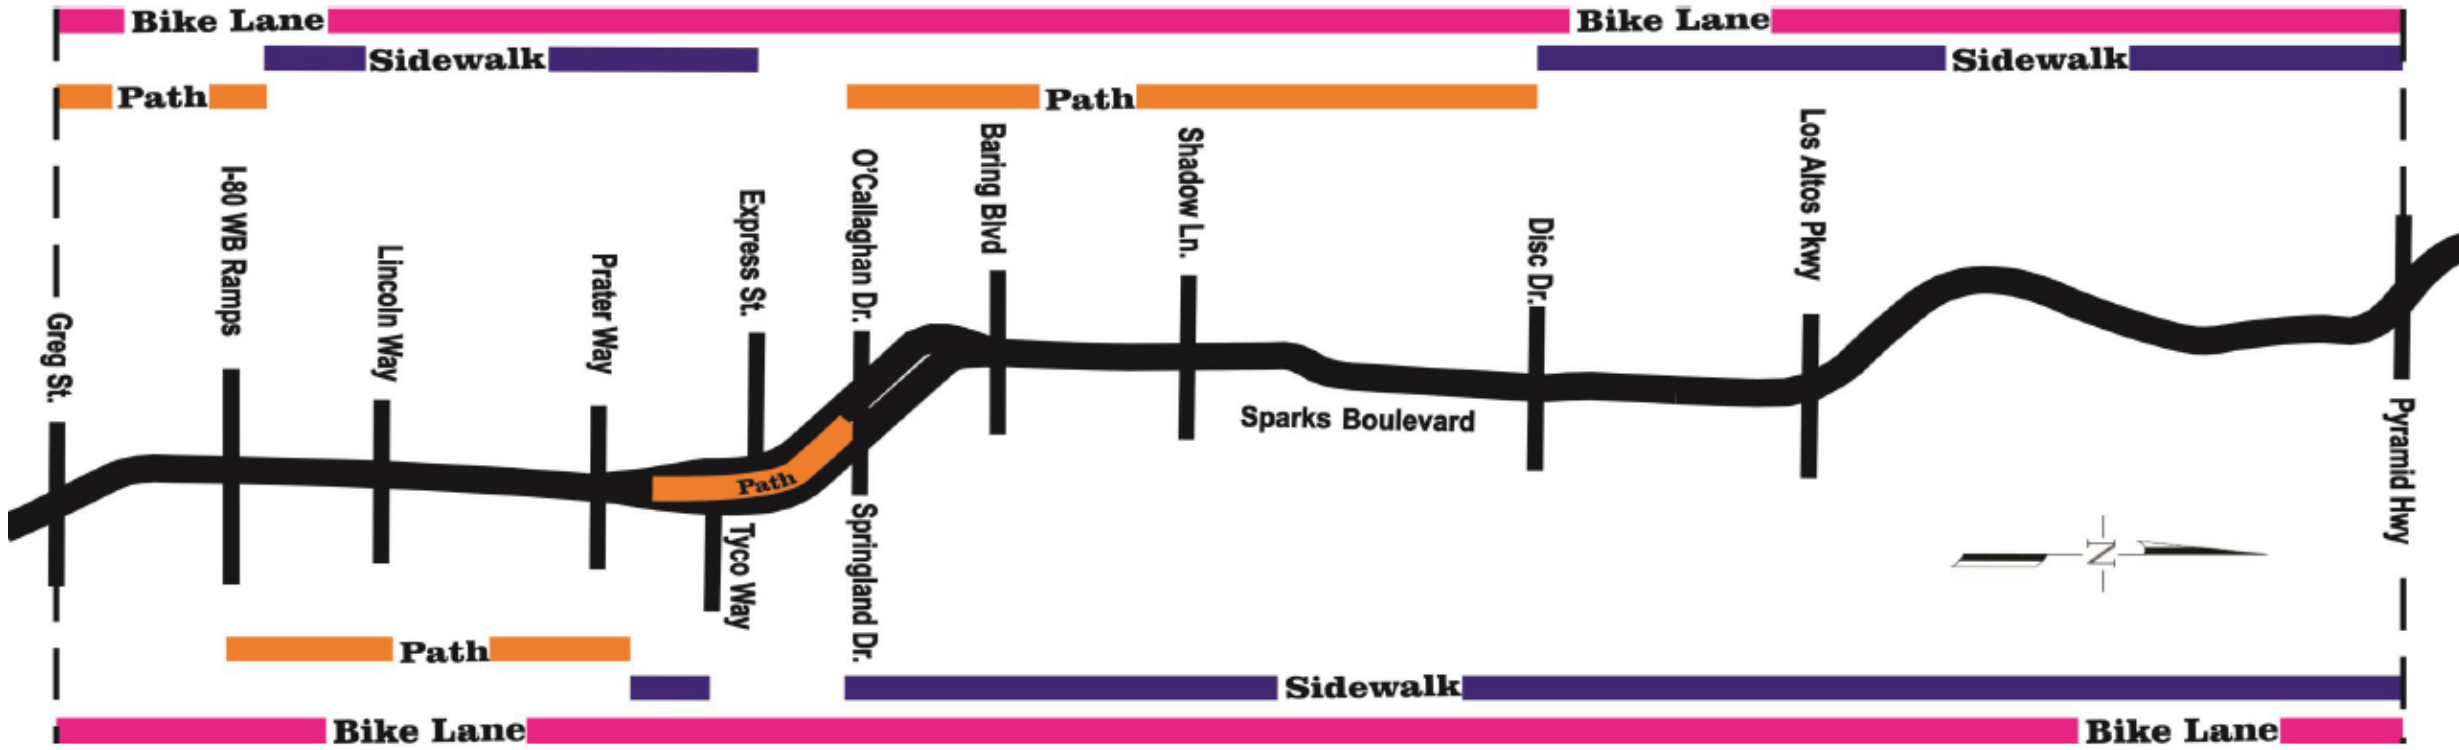 Bike Lane
Bike Lane
Sidewalk
Sidewalk
Path
Path
Greg St.
I-80 WB Ramps
Lincoln Way
Prater Way
Express St.
O'Callaghan Dr.
Baring Blvd
Shadow Ln.
Disc Dr.
Los Altos Pkwy
Sparks Boulevard
Path
Tyco Way
Springland Dr.
Pyramid Hwy
N
Path
Sidewalk
Bike Lane
Bike Lane